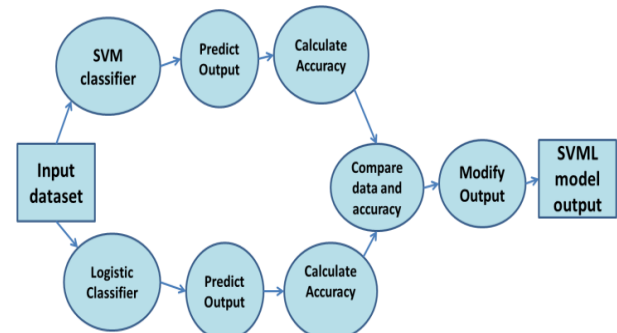 SVM
classifier
Predict
Output
Calculate
Accuracy
Input
dataset
Compare
data and
accuracy
Modify
Output
SVML
model
output
Logistic
Classifier
Predict
Output
Calculate
Accuracy